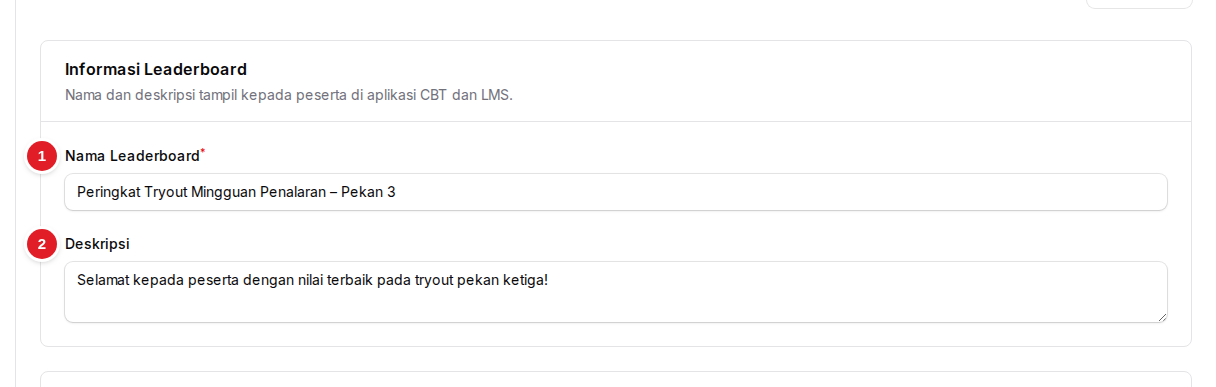 Informasi Leaderboard
Nama dan deskripsi tampil kepada peserta di aplikasi CBT dan LMS.
1 Nama Leaderboard*
Peringkat Tryout Mingguan Penalaran – Pekan 3
2 Deskripsi
Selamat kepada peserta dengan nilai terbaik pada tryout pekan ketiga!